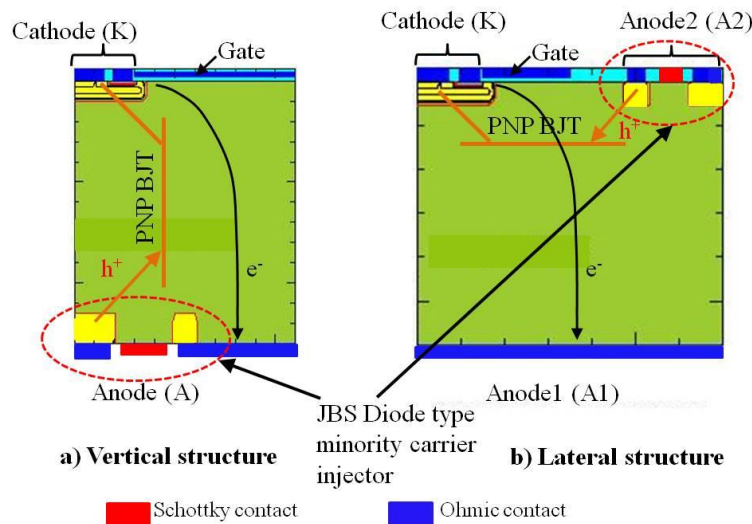 Cathode (K)
Gate
PNP BJT
h+
e-
Anode (A)
a) Vertical structure
Cathode (K)
Anode2 (A2)
Gate
PNP BJT
h+
e-
Anode1 (A1)
b) Lateral structure
JBS Diode type
minority carrier
injector
Schottky contact
Ohmic contact